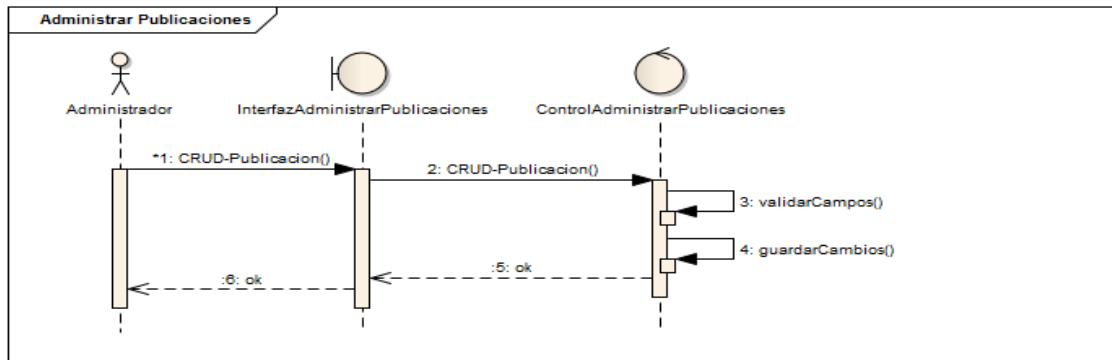 Administrar Publicaciones
Administrador
InterfazAdministrarPublicaciones
ControlAdministrarPublicaciones
*1: CRUD-Publicacion()
2: CRUD-Publicacion()
3: validarCampos()
4: guardarCambios()
:5: ok
:6: ok